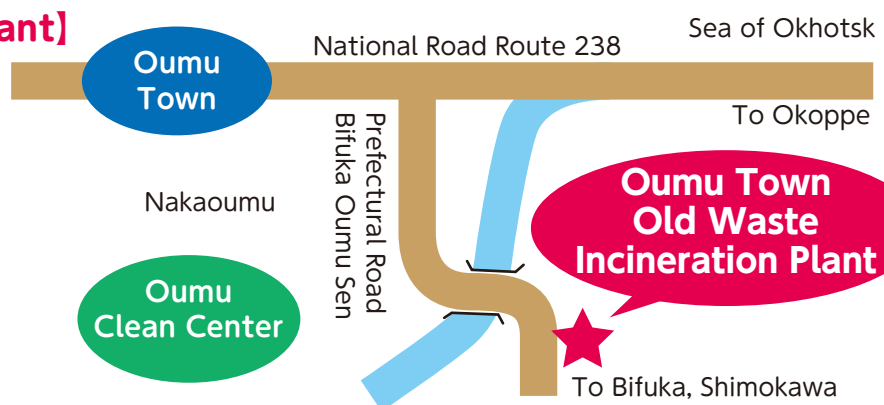 ant】
National Road Route 238
Sea of Okhotsk
Oumu
Town
To Okoppe
Prefectural Road
Bifuka Oumu Sen
Nakaoumu
Oumu Town
Old Waste
Incineration Plant
Oumu
Clean Center
To Bifuka, Shimokawa